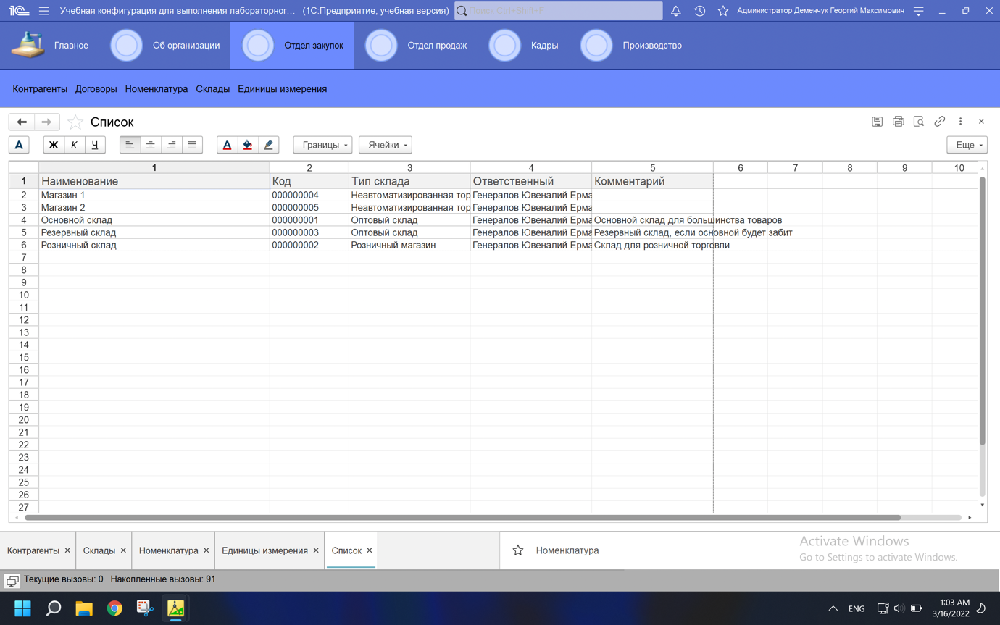 1С Учебная конфигурация для выполнения лабораторног... (1С:Предприятие, учебная версия) Поиск Ctrl+Shift+F Администратор Деменчук Георгий Максимович
Главное Об организации Отдел закупок Отдел продаж Кадры Производство
Контрагенты Договоры Номенклатура Склады Единицы измерения
Список
А Ж К Ч А Границы Ячейки Еще
1 2 3 4 5 6 7 8 9 10
1 Наименование Код Тип склада Ответственный Комментарий
2 Магазин 1 000000004 Неавтоматизированная тор Генералов Ювеналий Ерма
3 Магазин 2 000000005 Неавтоматизированная тор Генералов Ювеналий Ерма
4 Основной склад 000000001 Оптовый склад Генералов Ювеналий Ерма Основной склад для большинства товаров
5 Резервный склад 000000003 Оптовый склад Генералов Ювеналий Ерма Резервный склад, если основной будет забит
6 Розничный склад 000000002 Розничный магазин Генералов Ювеналий Ерма Склад для розничной торговли
7
8
9
10
11
12
13
14
15
16
17
18
19
20
21
22
23
24
25
26
27
Контрагенты Склады Номенклатура Единицы измерения Список Номенклатура
Activate Windows
Go to Settings to activate Windows.
Текущие вызовы: 0 Накопленные вызовы: 91
ENG 1:03 AM
3/16/2022